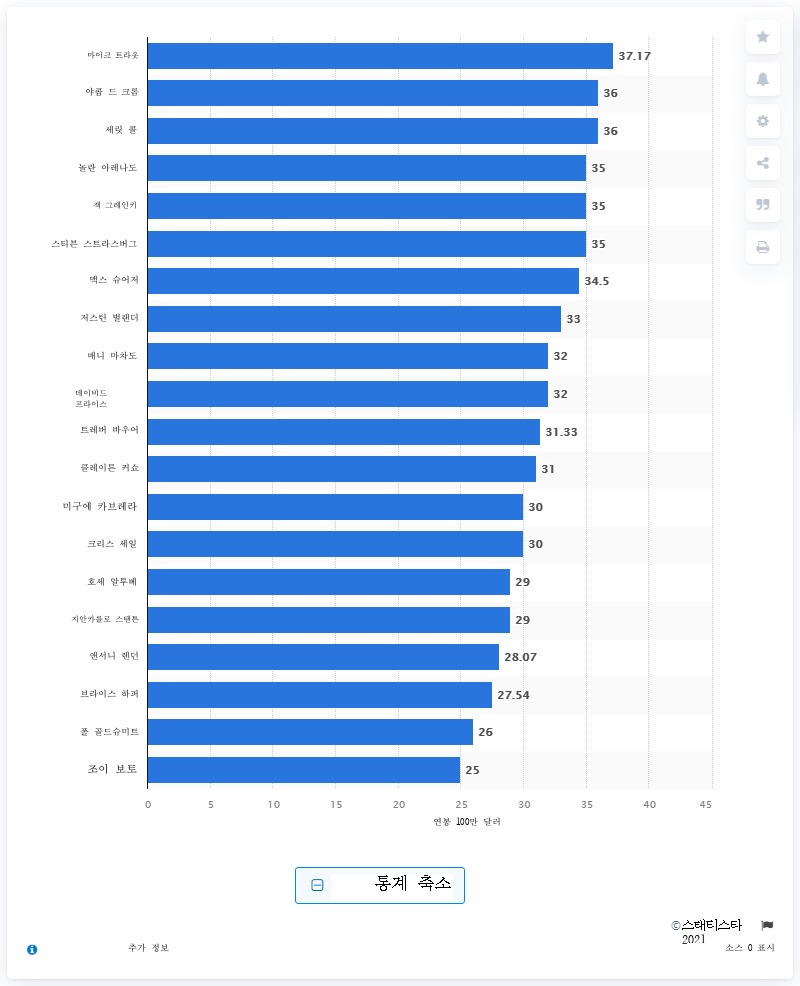 마이크 트라웃 37.17
야콥 드 그롬 36
게릿 콜 36
놀란 아레나도 35
잭 그레인키 35
스티븐 스트라스버그 35
맥스 슈어저 34.5
저스틴 벌랜더 33
매니 마차도 32
데이비드
프라이스 32
트레버 바우어 31.33
클레이튼 커쇼 31
미구에 카브레라 30
크리스 세일 30
호세 알투베 29
지안카를로 스탠튼 29
앤서니 렌던 28.07
브라이스 하퍼 27.54
폴 골드슈미트 26
조이 보토 25
0 5 10 15 20 25 30 35 40 45
연봉 100만 달러
통계 축소
©스태티스타
2021
추가 정보 소스 0 표시